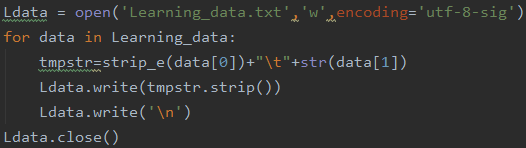 Ldata = open('Learning_data.txt','w',encoding='utf-8-sig')
for data in Learning_data:
    tmpstr=strip_e(data[0])+"\t"+str(data[1])
    Ldata.write(tmpstr.strip())
    Ldata.write('\n')
Ldata.close()